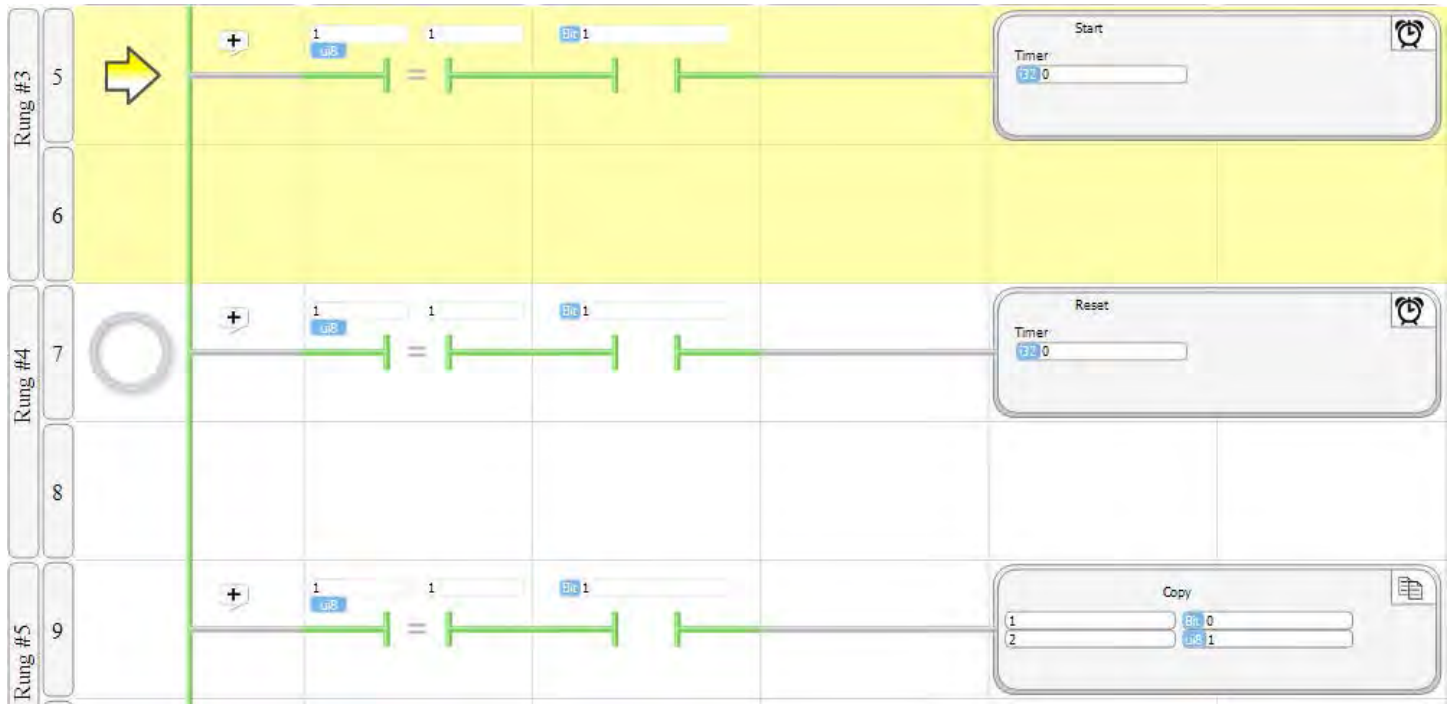 Rung #3
5
+
1
ui8
=
1
Bit 1
Start
Timer
i32 0
6
Rung #4
7
+
1
ui8
=
1
Bit 1
Reset
Timer
i32 0
8
Rung #5
9
+
1
ui8
=
1
Bit 1
Copy
1 Bit 0
2 ui8 1